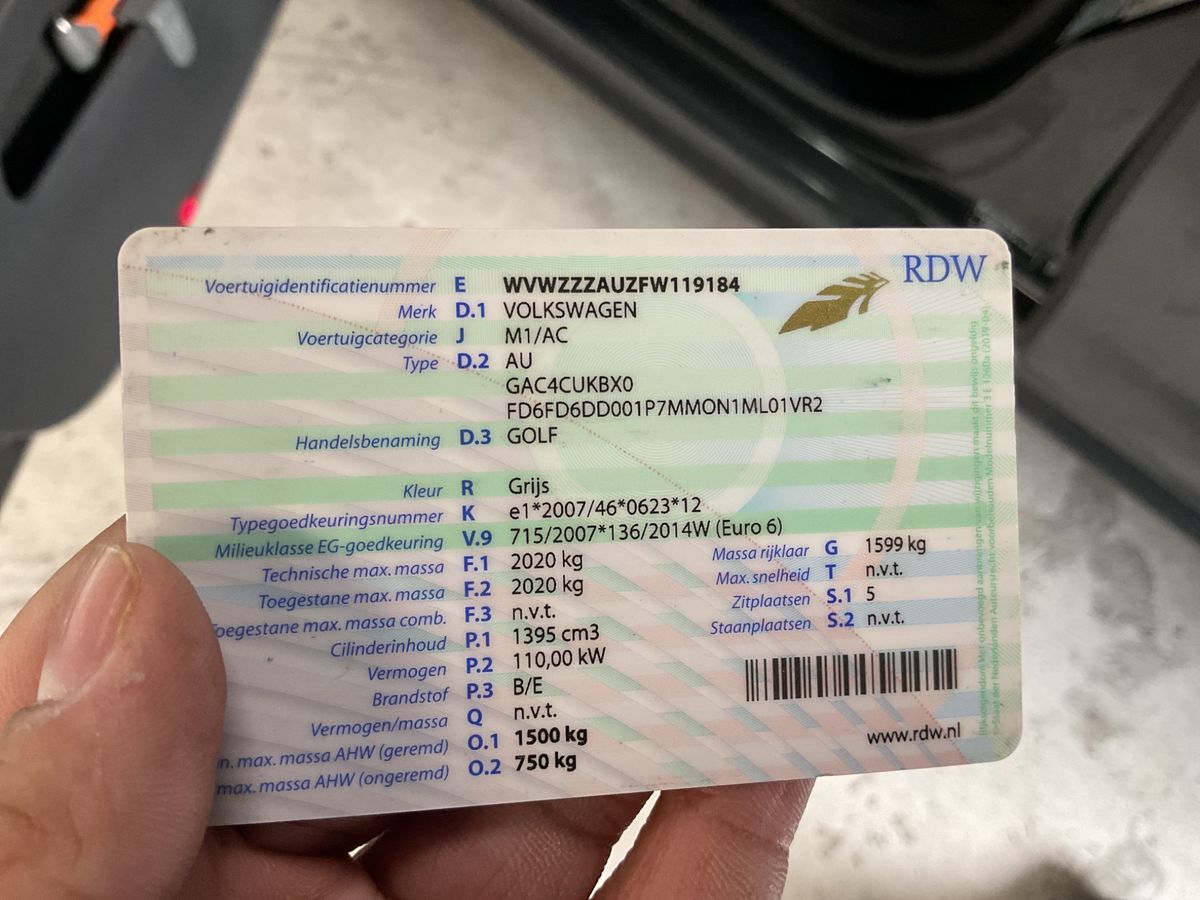 RDW
Voertuigidentificatienummer E WVWZZZAUZFW119184
Merk D.1 VOLKSWAGEN
Voertuigcategorie J M1/AC
Type D.2 AU
GAC4CUKBX0
FD6FD6DD001P7MMON1ML01VR2
Handelsbenaming D.3 GOLF
Kleur R Grijs
Typegoedkeuringsnummer K e1*2007/46*0623*12
Milieuklasse EG-goedkeuring V.9 715/2007*136/2014W (Euro 6)
Technische max. massa F.1 2020 kg
Toegestane max. massa F.2 2020 kg
Toegestane max. massa comb. F.3 n.v.t.
Cilinderinhoud P.1 1395 cm3
Vermogen P.2 110,00 kW
Brandstof P.3 B/E
Vermogen/massa Q n.v.t.
max. massa AHW (geremd) O.1 1500 kg
max. massa AHW (ongeremd) O.2 750 kg
Massa rijklaar G 1599 kg
Max. snelheid T n.v.t.
Zitplaatsen S.1 5
Staanplaatsen S.2 n.v.t.
www.rdw.nl